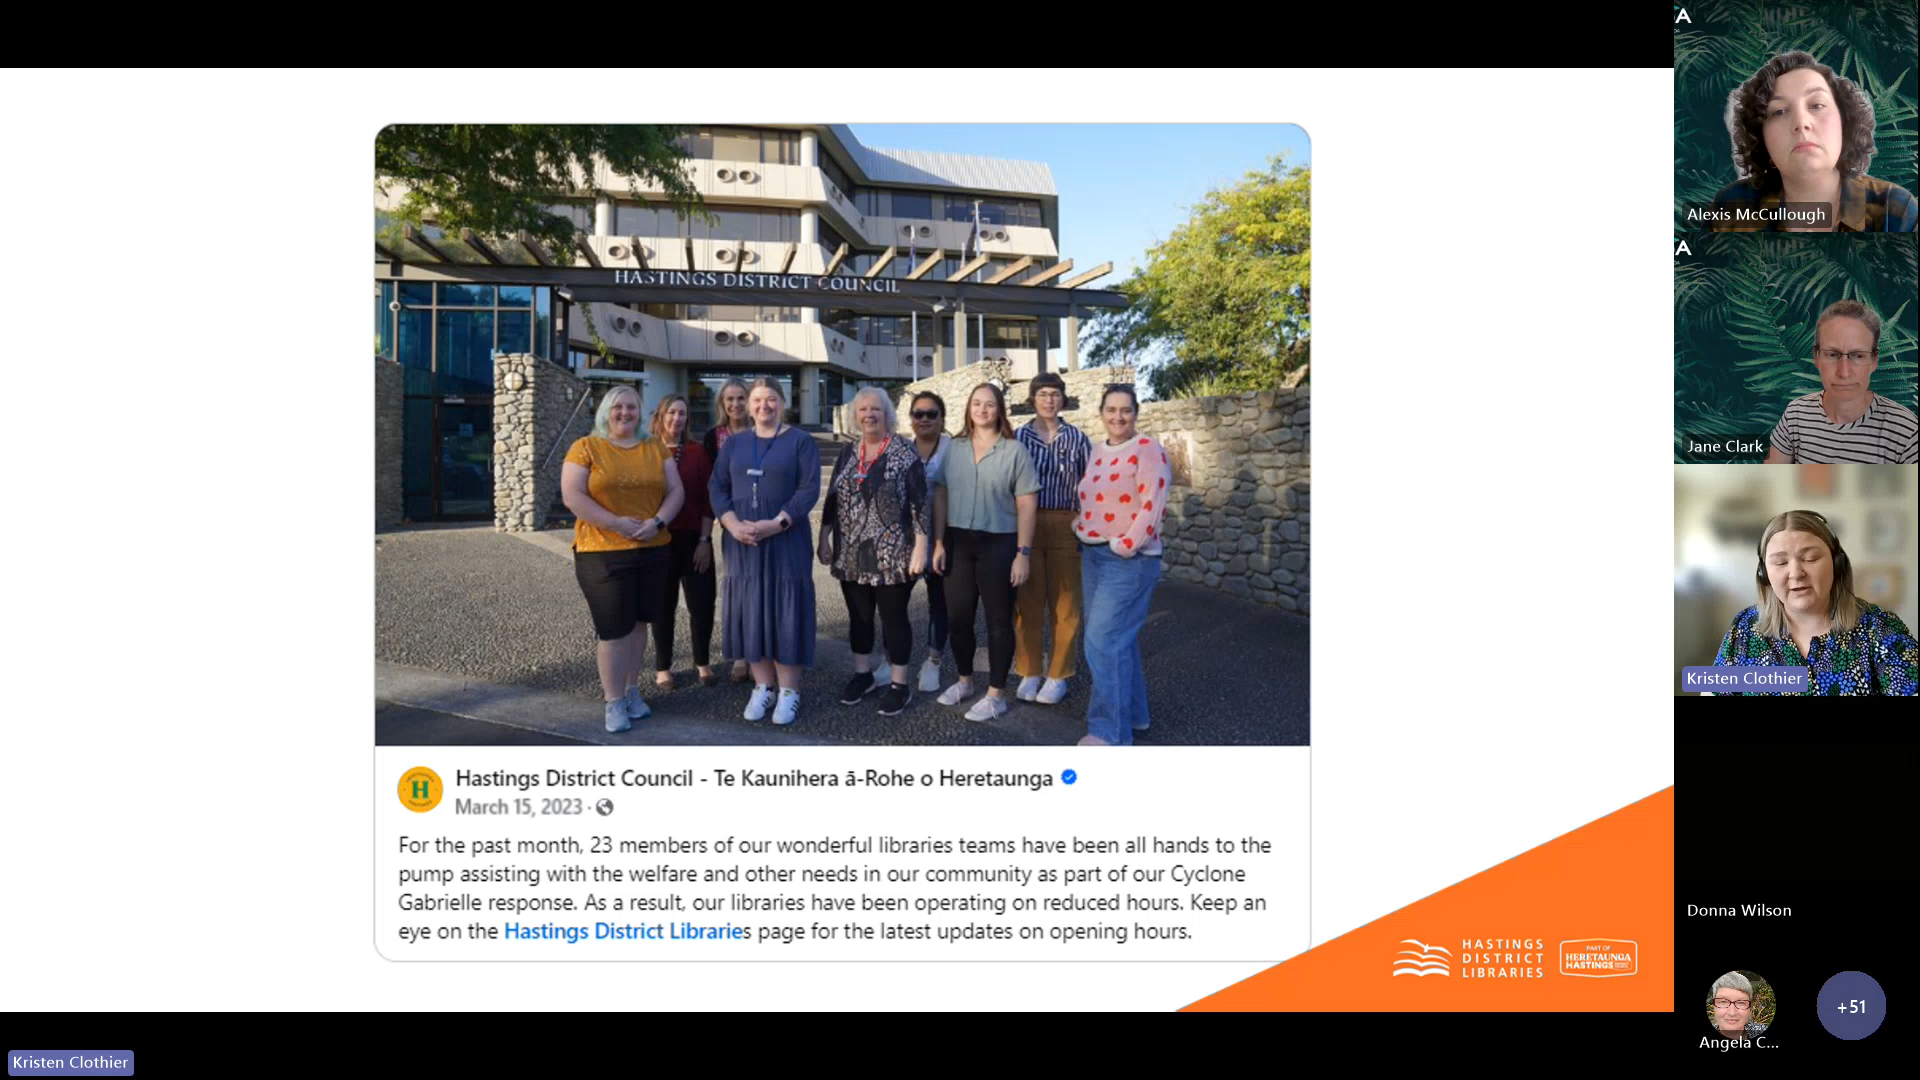 HASTINGS DISTRICT COUNCIL
Hastings District Council - Te Kaunihera ā-Rohe o Heretaunga
March 15, 2023 ·
For the past month, 23 members of our wonderful libraries teams have been all hands to the
pump assisting with the welfare and other needs in our community as part of our Cyclone
Gabrielle response. As a result, our libraries have been operating on reduced hours. Keep an
eye on the Hastings District Libraries page for the latest updates on opening hours.
HASTINGS
DISTRICT
LIBRARIES
PART OF
HERETAUNGA
HASTINGS
Kristen Clothier
A
Alexis McCullough
A
Jane Clark
Kristen Clothier
Donna Wilson
Angela C...
+51